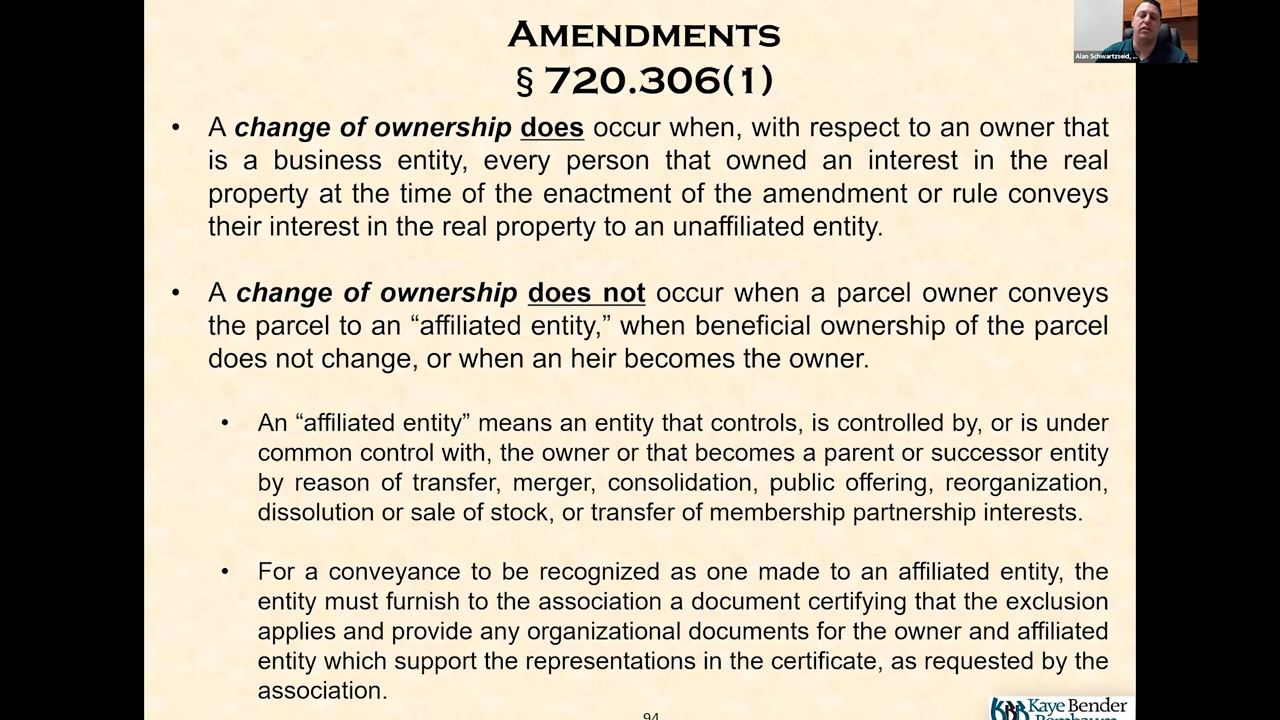 AMENDMENTS
§ 720.306(1)
Alan Schwartzseid, ...
• A change of ownership does occur when, with respect to an owner that
is a business entity, every person that owned an interest in the real
property at the time of the enactment of the amendment or rule conveys
their interest in the real property to an unaffiliated entity.
• A change of ownership does not occur when a parcel owner conveys
the parcel to an “affiliated entity,” when beneficial ownership of the parcel
does not change, or when an heir becomes the owner.
• An “affiliated entity” means an entity that controls, is controlled by, or is under
common control with, the owner or that becomes a parent or successor entity
by reason of transfer, merger, consolidation, public offering, reorganization,
dissolution or sale of stock, or transfer of membership partnership interests.
• For a conveyance to be recognized as one made to an affiliated entity, the
entity must furnish to the association a document certifying that the exclusion
applies and provide any organizational documents for the owner and affiliated
entity which support the representations in the certificate, as requested by the
association.
94
KBR Kaye Bender
Rembaum